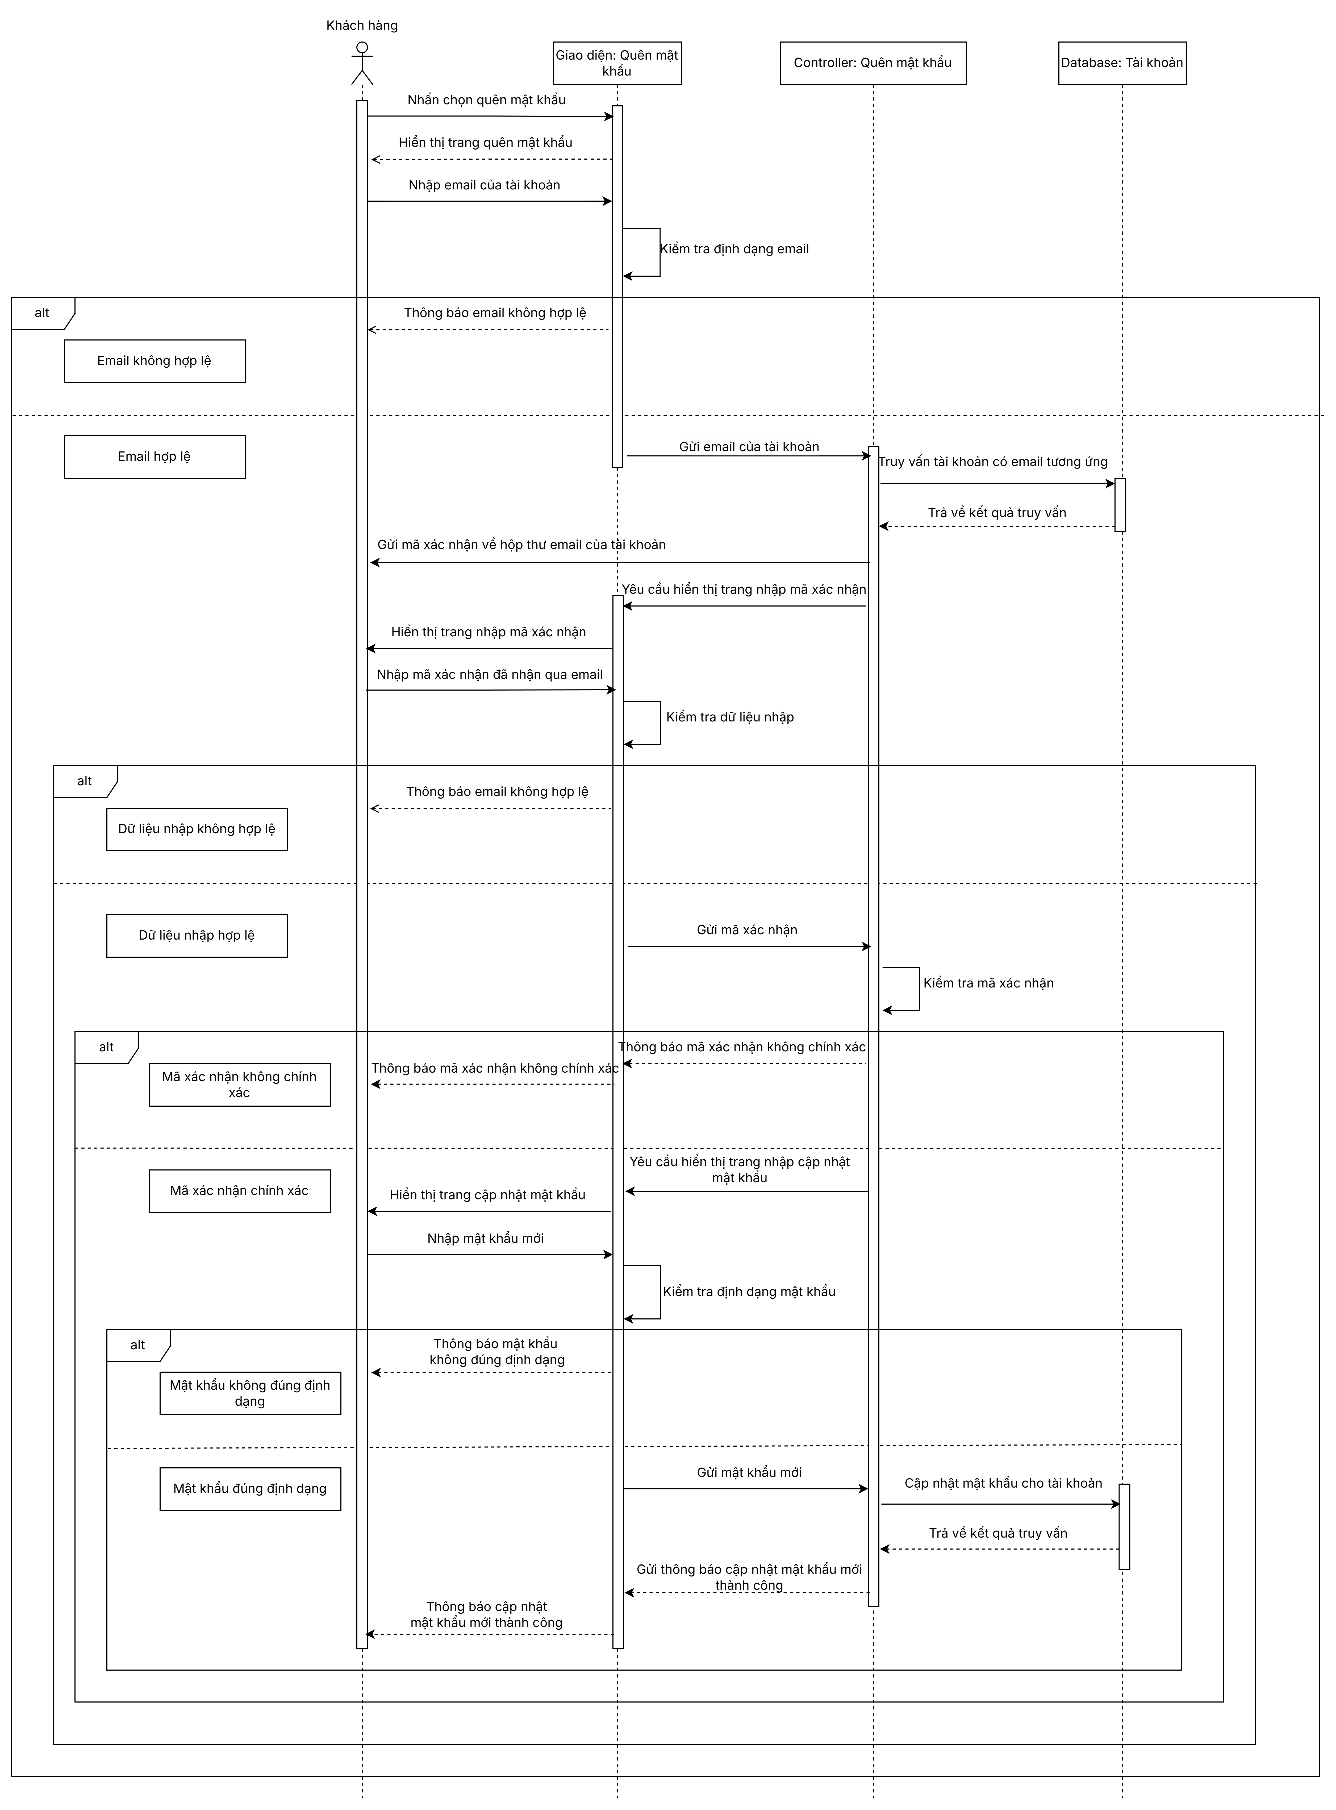 Khách hàng
Giao diện: Quên mật
khẩu
Controller: Quên mật khẩu
Database: Tài khoản
Nhấn chọn quên mật khẩu
Hiển thị trang quên mật khẩu
Nhập email của tài khoản
Kiểm tra định dạng email
alt
Thông báo email không hợp lệ
Email không hợp lệ
Email hợp lệ
Gửi email của tài khoản
Truy vấn tài khoản có email tương ứng
Trả về kết quả truy vấn
Gửi mã xác nhận về hộp thư email của tài khoản
Yêu cầu hiển thị trang nhập mã xác nhận
Hiển thị trang nhập mã xác nhận
Nhập mã xác nhận đã nhận qua email
Kiểm tra dữ liệu nhập
alt
Thông báo email không hợp lệ
Dữ liệu nhập không hợp lệ
Dữ liệu nhập hợp lệ
Gửi mã xác nhận
Kiểm tra mã xác nhận
alt
Thông báo mã xác nhận không chính xác
Thông báo mã xác nhận không chính xác
Mã xác nhận không chính
xác
Yêu cầu hiển thị trang nhập cập nhật
mật khẩu
Mã xác nhận chính xác
Hiển thị trang cập nhật mật khẩu
Nhập mật khẩu mới
Kiểm tra định dạng mật khẩu
alt
Thông báo mật khẩu
không đúng định dạng
Mật khẩu không đúng định
dạng
Gửi mật khẩu mới
Mật khẩu đúng định dạng
Cập nhật mật khẩu cho tài khoản
Trả về kết quả truy vấn
Gửi thông báo cập nhật mật khẩu mới
thành công
Thông báo cập nhật
mật khẩu mới thành công